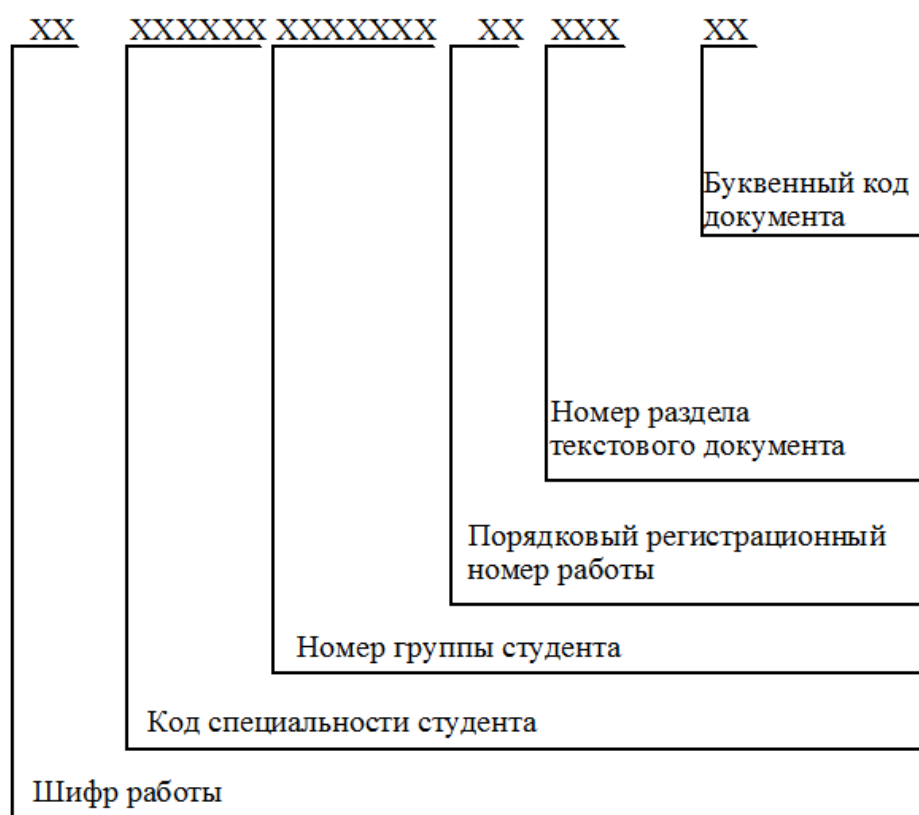 ХХ ХХХХХХ ХХХХХХХ ХХ ХХХ ХХ
Буквенный код
документа
Номер раздела
текстового документа
Порядковый регистрационный
номер работы
Номер группы студента
Код специальности студента
Шифр работы